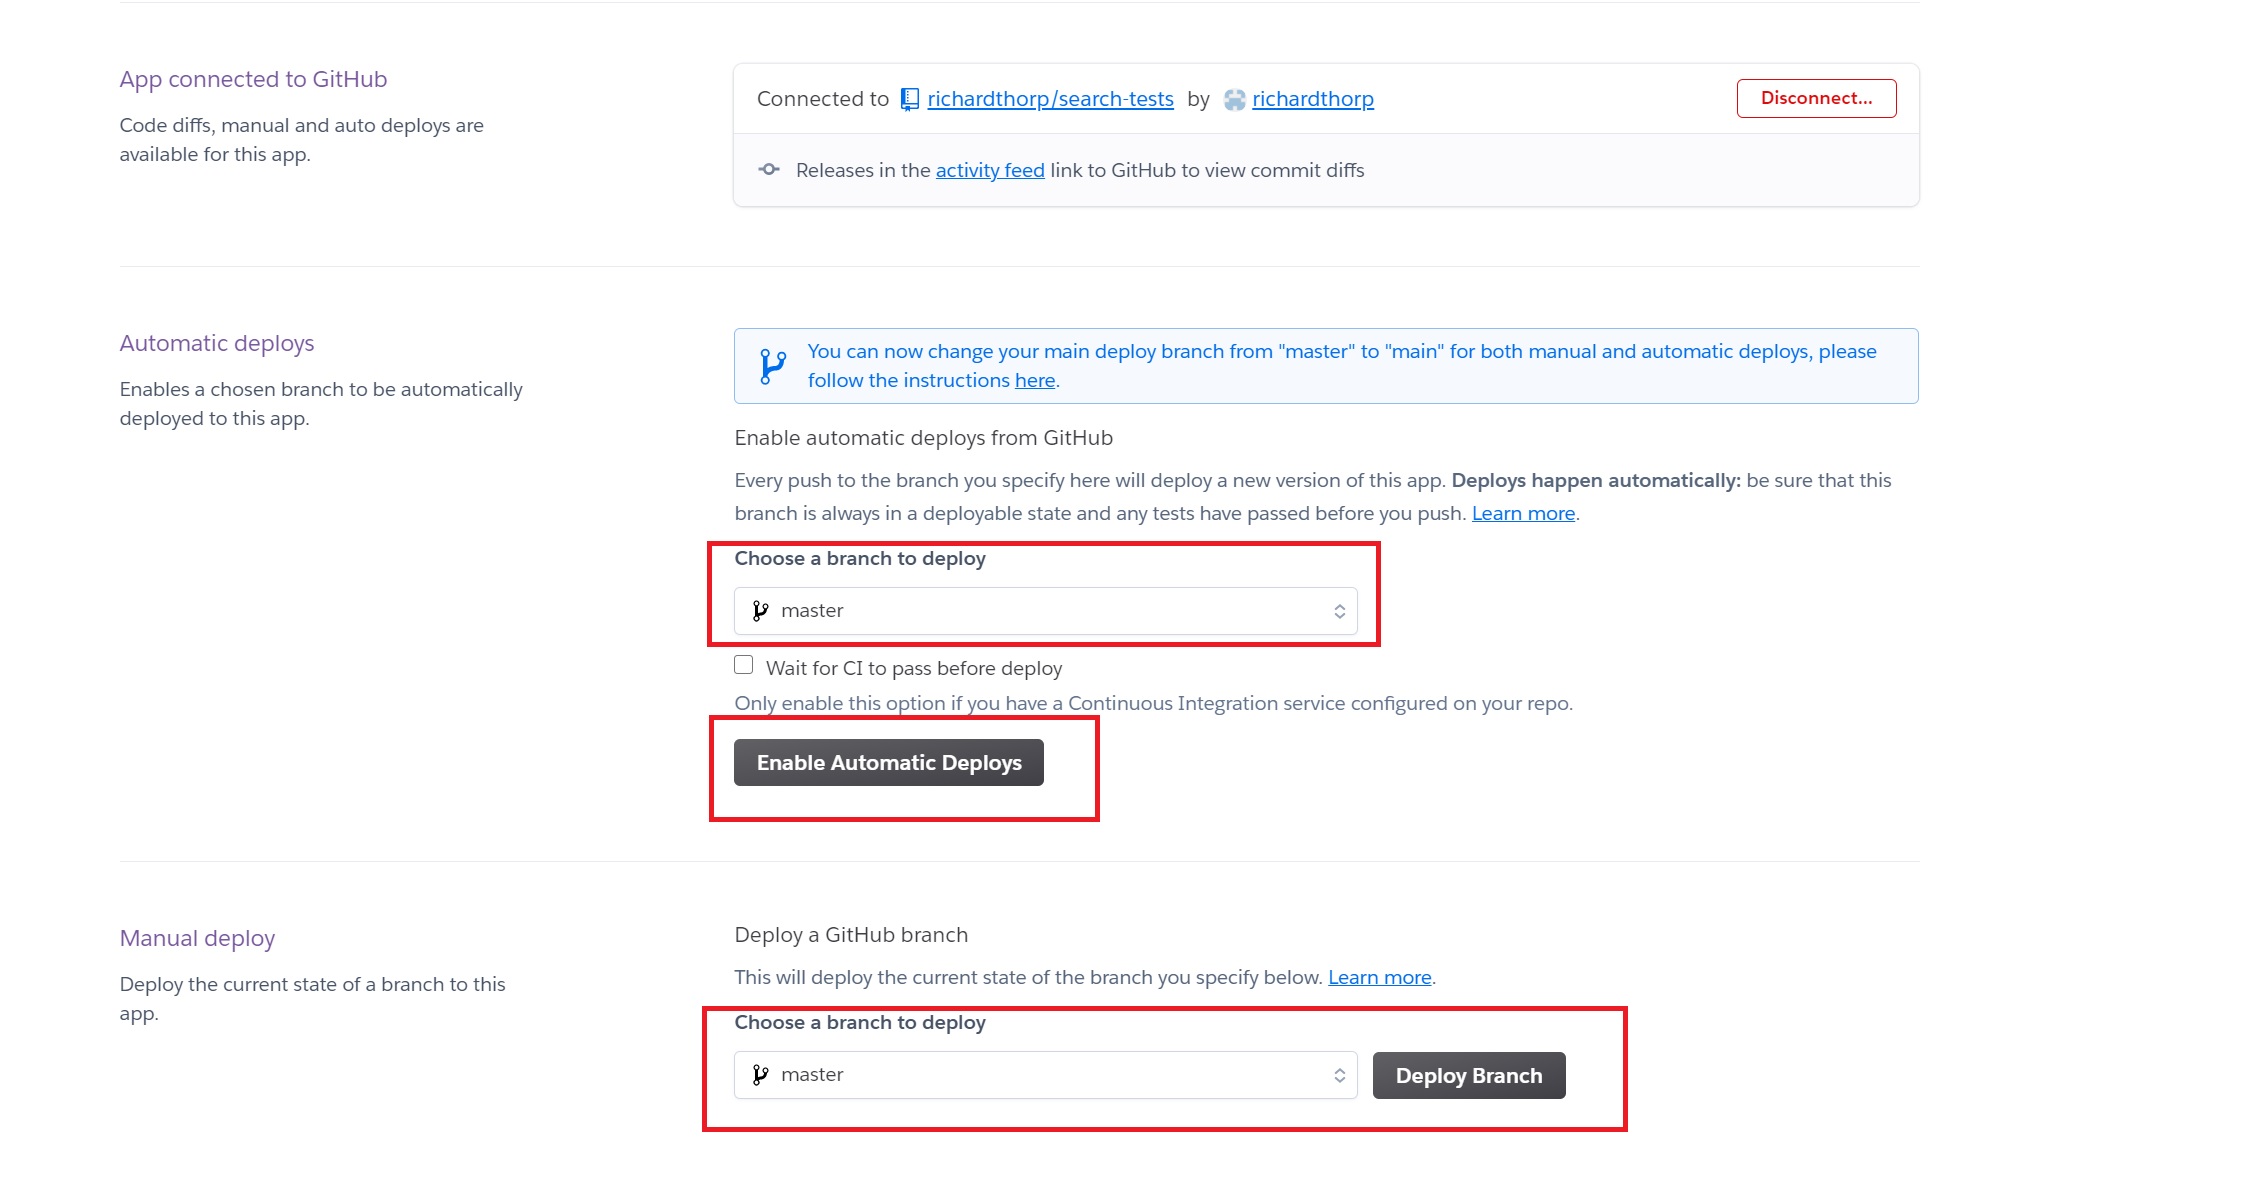 App connected to GitHub
Code diffs, manual and auto deploys are
available for this app.
Connected to richardthorp/search-tests by richardthorp
Disconnect...
Releases in the activity feed link to GitHub to view commit diffs
Automatic deploys
Enables a chosen branch to be automatically
deployed to this app.
You can now change your main deploy branch from "master" to "main" for both manual and automatic deploys, please
follow the instructions here.
Enable automatic deploys from GitHub
Every push to the branch you specify here will deploy a new version of this app. Deploys happen automatically: be sure that this
branch is always in a deployable state and any tests have passed before you push. Learn more.
Choose a branch to deploy
master
Wait for CI to pass before deploy
Only enable this option if you have a Continuous Integration service configured on your repo.
Enable Automatic Deploys
Manual deploy
Deploy the current state of a branch to this
app.
Deploy a GitHub branch
This will deploy the current state of the branch you specify below. Learn more.
Choose a branch to deploy
master
Deploy Branch